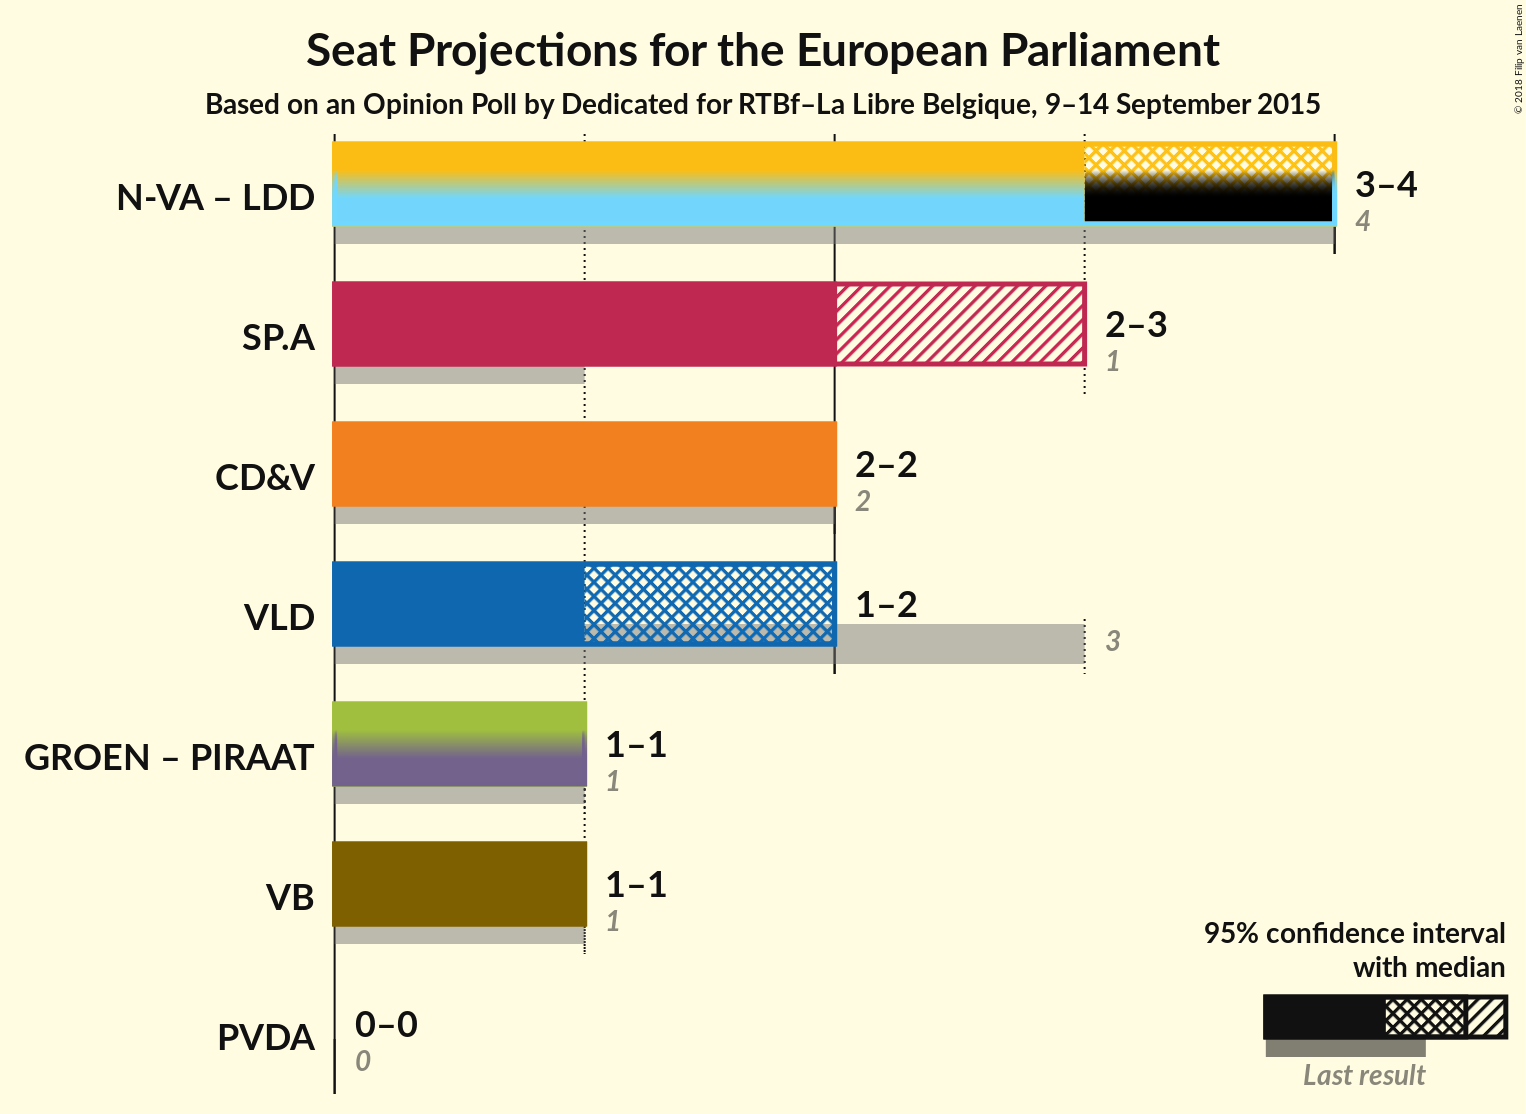 Seat Projections for the European Parliament
Based on an Opinion Poll by Dedicated for RTBf–La Libre Belgique, 9–14 September 2015
© 2018 Filip van Laenen
N-VA – LDD
3–4
4
SP.A
2–3
1
CD&V
2–2
2
VLD
1–2
3
GROEN – PIRAAT
1–1
1
VB
1–1
1
PVDA
0–0
0
95% confidence interval
with median
Last result